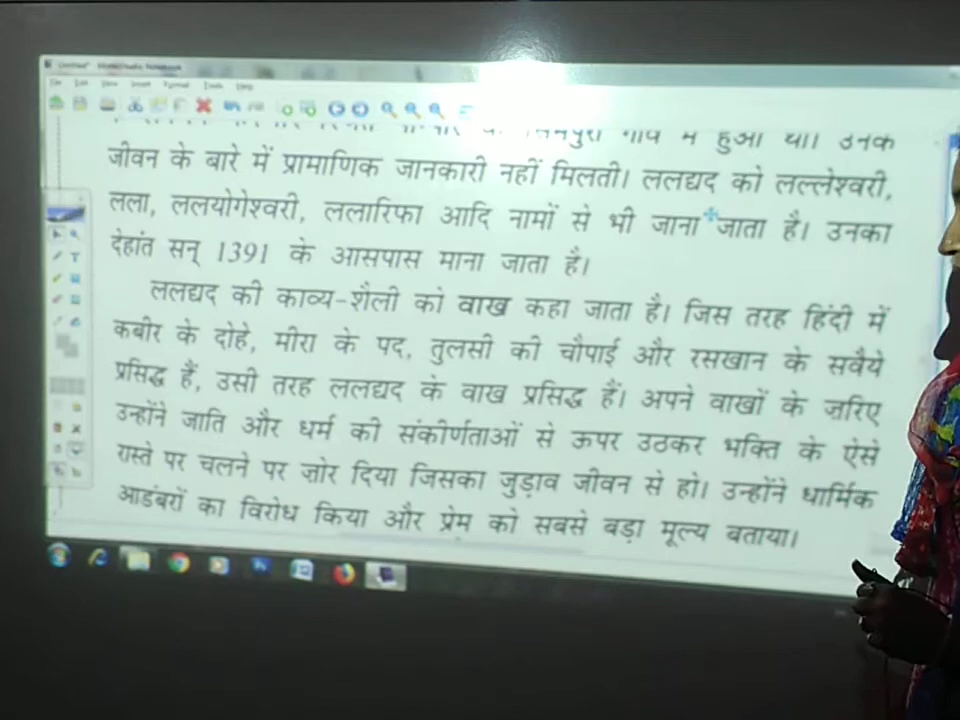 हुआ था। उनके
जीवन के बारे में प्रामाणिक जानकारी नहीं मिलती। ललद्यद को लल्लेश्वरी,
लला, ललयोगेश्वरी, ललारिफा आदि नामों से भी जाना जाता है। उनका
देहांत सन् 1391 के आसपास माना जाता है।
ललद्यद की काव्य-शैली को वाख कहा जाता है। जिस तरह हिंदी में
कबीर के दोहे, मीरा के पद, तुलसी की चौपाई और रसखान के सवैये
प्रसिद्ध हैं, उसी तरह ललद्यद के वाख प्रसिद्ध हैं। अपने वाखों के ज़रिए
उन्होंने जाति और धर्म की संकीर्णताओं से ऊपर उठकर भक्ति के ऐसे
रास्ते पर चलने पर ज़ोर दिया जिसका जुड़ाव जीवन से हो। उन्होंने धार्मिक
आडंबरों का विरोध किया और प्रेम को सबसे बड़ा मूल्य बताया।